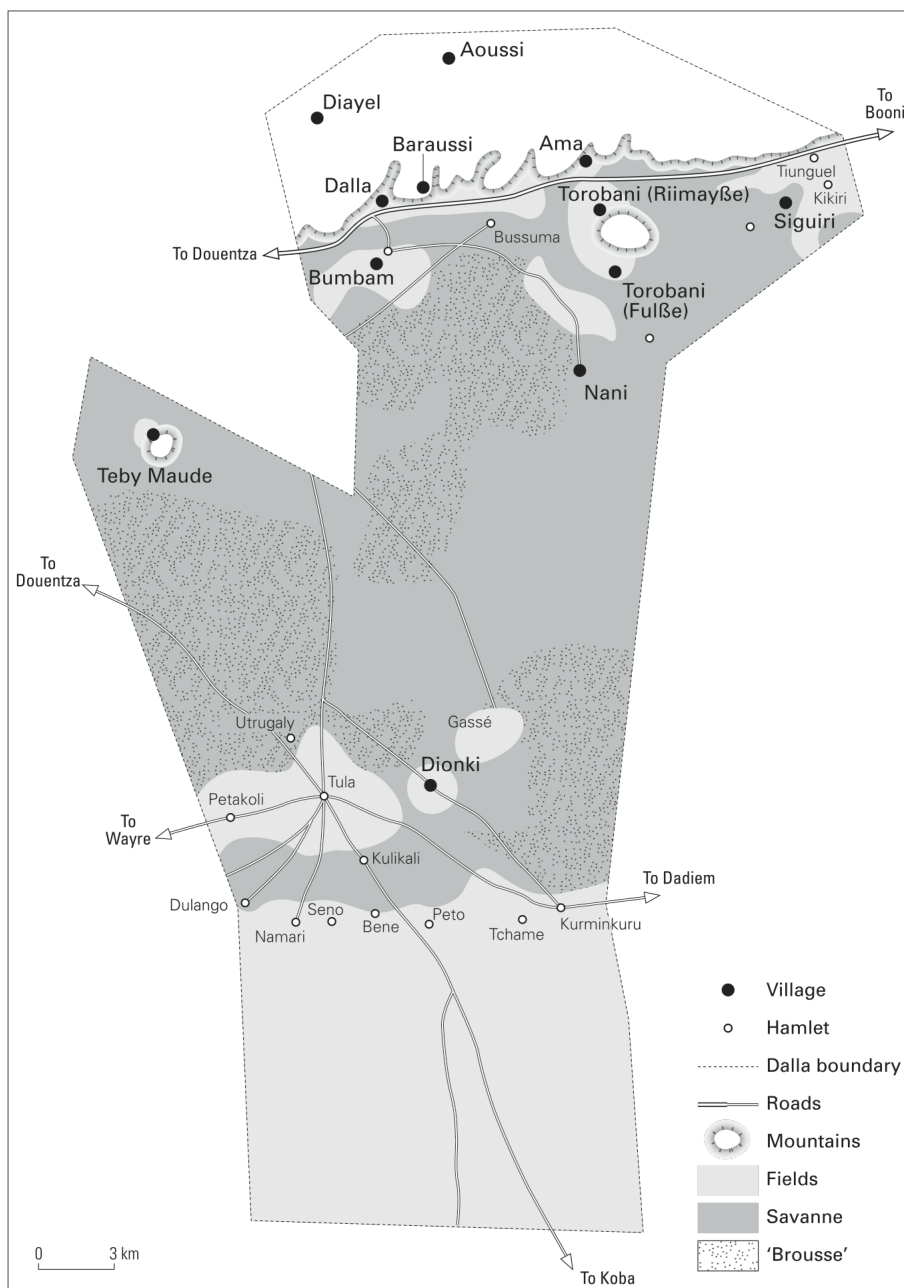 Aoussi
To
Booni
Diayel
Baraussi
Ama
Tiunguel
Dalla
Torobani (Riimayße)
Kikiri
Siguiri
Bussuma
To Douentza
Bumbam
Torobani
(Fulße)
Nani
Teby Maude
To
Douentza
Gassé
Utrugaly
Dionki
Tula
Petakoli
To
Wayre
Kulikali
To Dadiem
Dulango
Seno
Namari
Bene
Peto
Tchame
Kurminkuru
Village
Hamlet
Dalla boundary
Roads
Mountains
Fields
Savanne
'Brousse'
0 3 km
To Koba